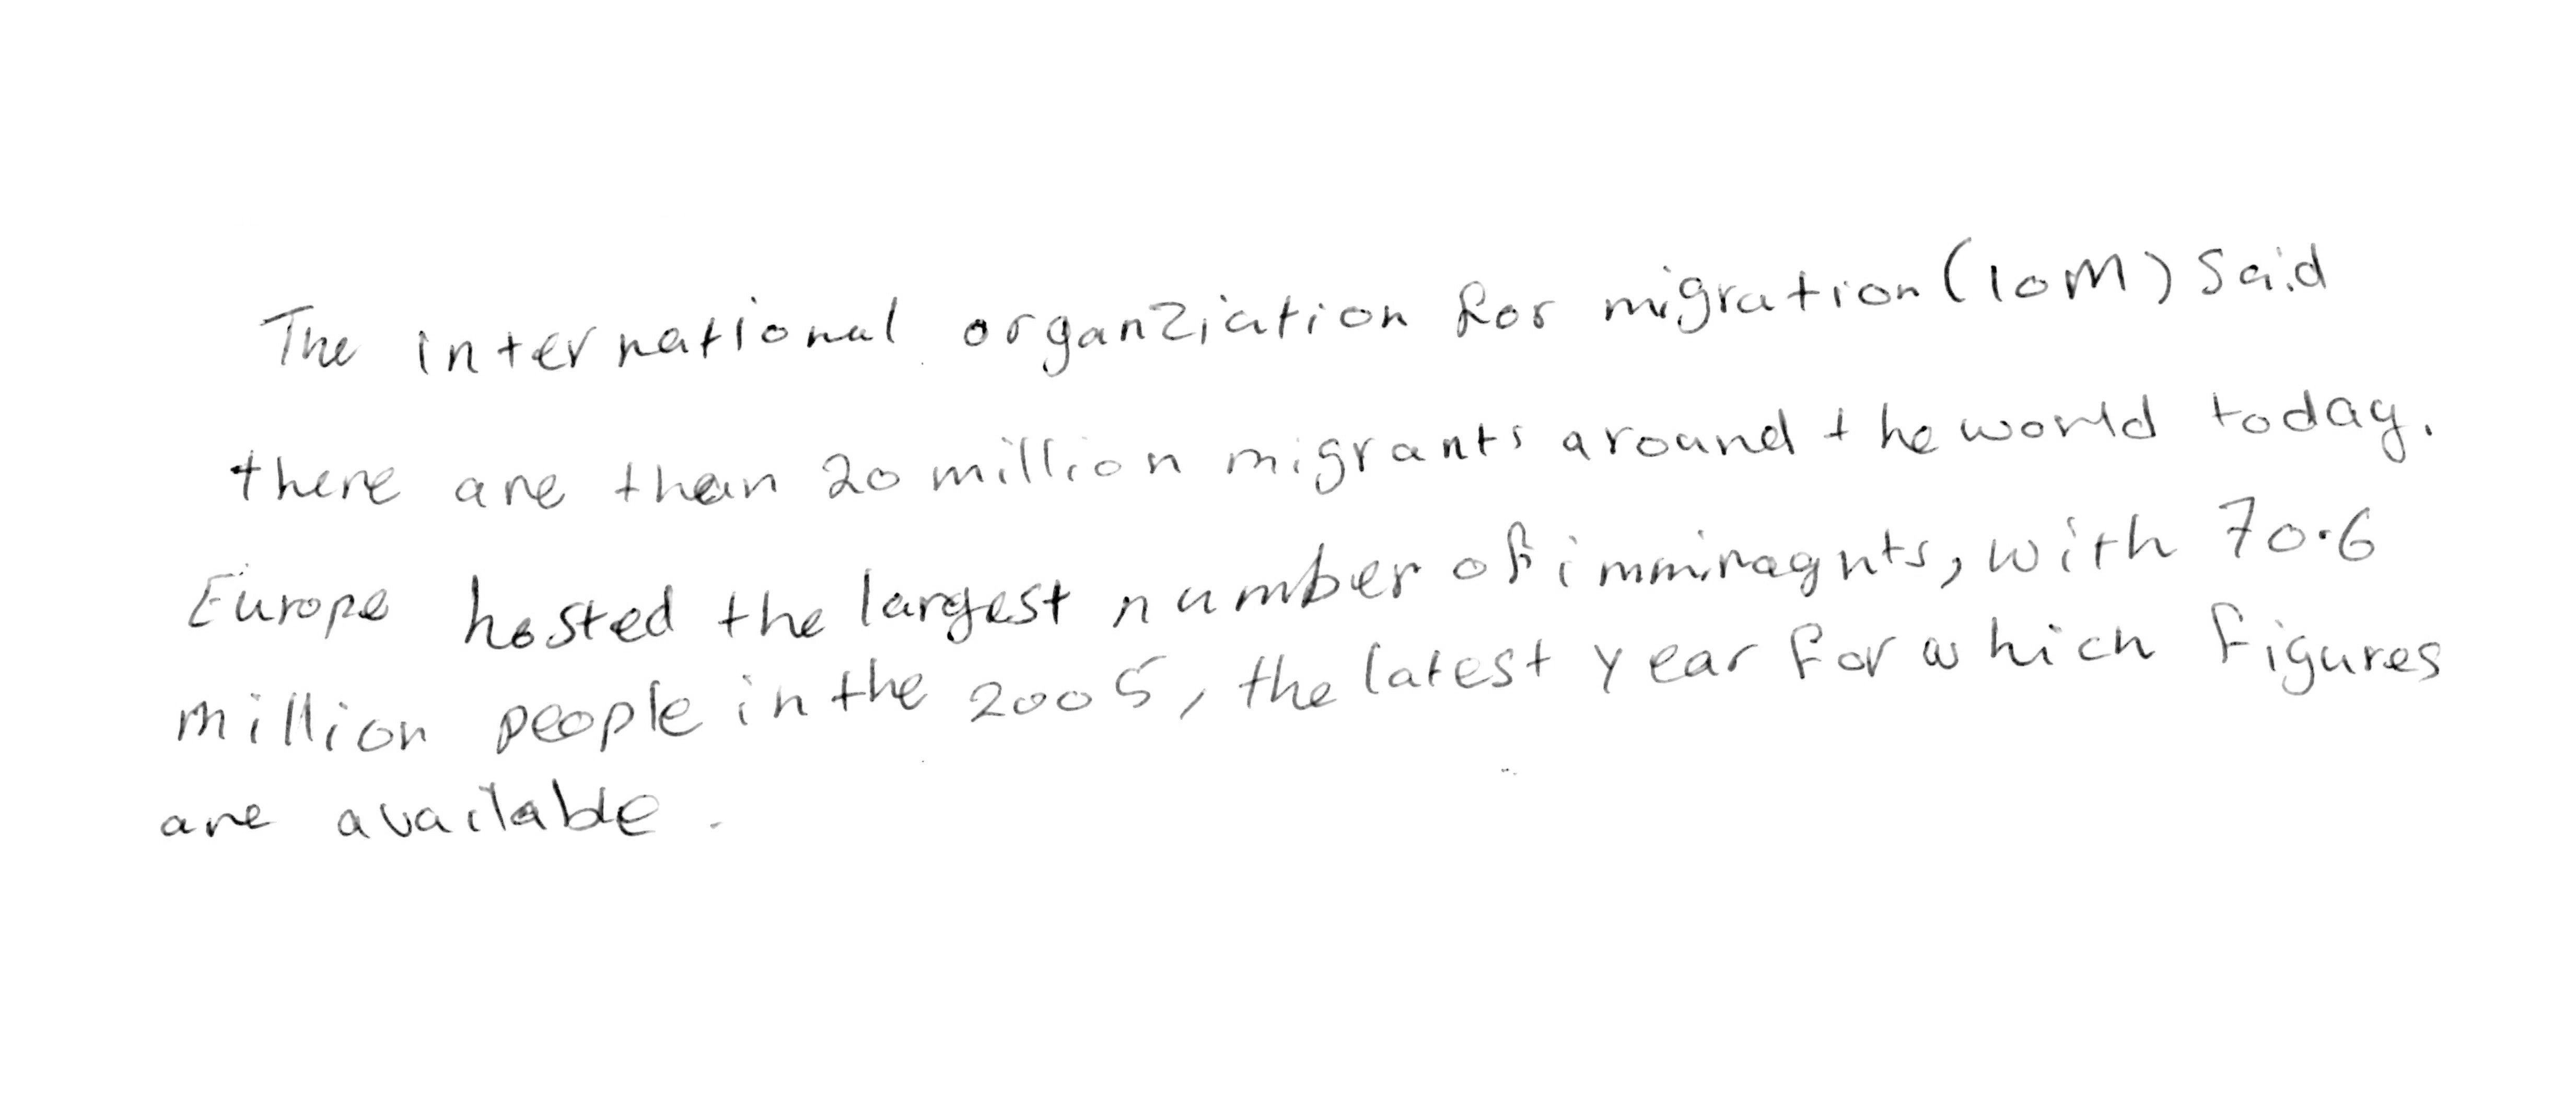 The international organziation for migration (IOM) Said
there are than 20 million migrants around the world today.
Europe hosted the largest number of immiragnts, with 70.6
million people in the 2005, the latest year for which figures
are available.